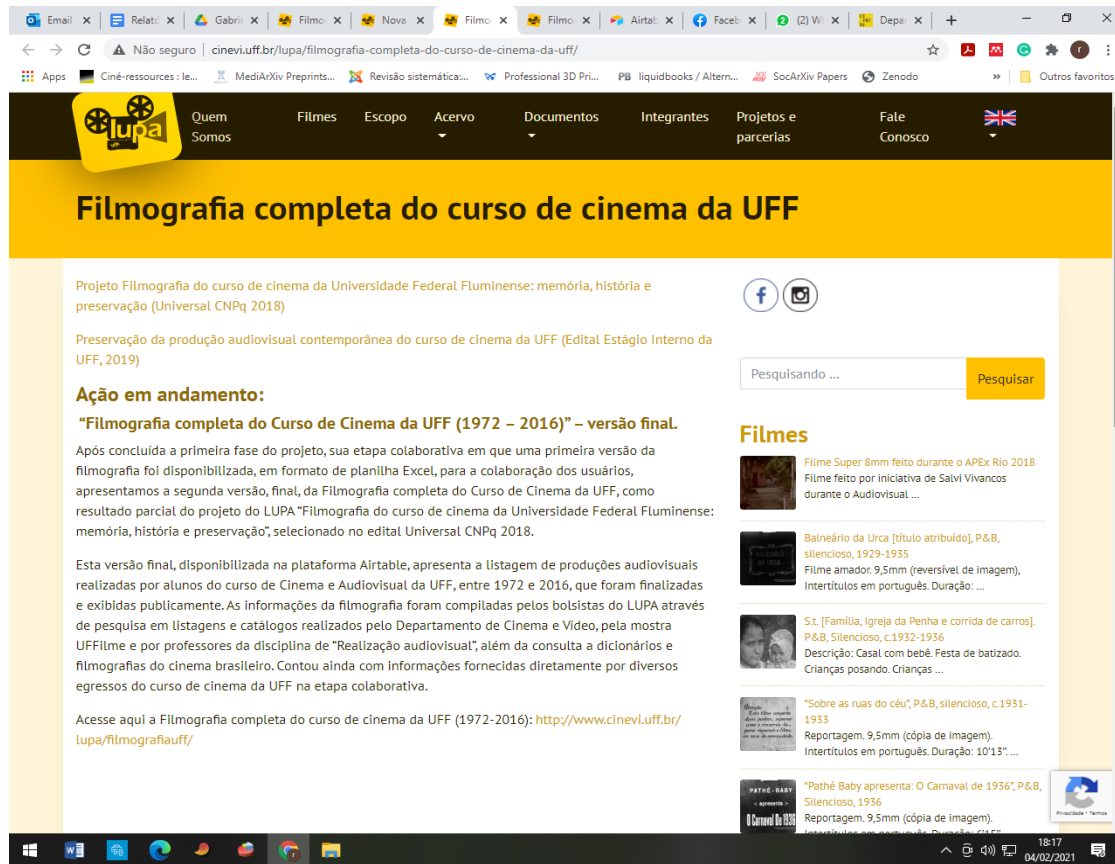 Email
Relató
Gabrie
Filmo
Nova
Filmo
Filmo
Airtab
Faceb
(2) W
Depar
Não seguro | cinevi.uff.br/lupa/filmografia-completa-do-curso-de-cinema-da-uff/
Apps
Ciné-ressources : le...
MediArXiv Preprints...
Revisão sistemática:...
Professional 3D Pri...
PB liquidbooks / Altern...
SocArXiv Papers
Zenodo
»
Outros favoritos
lupa
uff
Quem Somos
Filmes
Escopo
Acervo
Documentos
Integrantes
Projetos e parcerias
Fale Conosco
Filmografia completa do curso de cinema da UFF
Projeto Filmografia do curso de cinema da Universidade Federal Fluminense: memória, história e
preservação (Universal CNPq 2018)
Preservação da produção audiovisual contemporânea do curso de cinema da UFF (Edital Estágio Interno da
UFF, 2019)
Ação em andamento:
“Filmografia completa do Curso de Cinema da UFF (1972 – 2016)” – versão final.
Após concluída a primeira fase do projeto, sua etapa colaborativa em que uma primeira versão da
filmografia foi disponibilizada, em formato de planilha Excel, para a colaboração dos usuários,
apresentamos a segunda versão, final, da Filmografia completa do Curso de Cinema da UFF, como
resultado parcial do projeto do LUPA “Filmografia do curso de cinema da Universidade Federal Fluminense:
memória, história e preservação”, selecionado no edital Universal CNPq 2018.
Esta versão final, disponibilizada na plataforma Airtable, apresenta a listagem de produções audiovisuais
realizadas por alunos do curso de Cinema e Audiovisual da UFF, entre 1972 e 2016, que foram finalizadas
e exibidas publicamente. As informações da filmografia foram compiladas pelos bolsistas do LUPA através
de pesquisa em listagens e catálogos realizados pelo Departamento de Cinema e Vídeo, pela mostra
UFFilme e por professores da disciplina de “Realização audiovisual”, além da consulta a dicionários e
filmografias do cinema brasileiro. Contou ainda com informações fornecidas diretamente por diversos
egressos do curso de cinema da UFF na etapa colaborativa.
Acesse aqui a Filmografia completa do curso de cinema da UFF (1972-2016): http://www.cinevi.uff.br/
lupa/filmografiauff/
Pesquisando ...
Pesquisar
Filmes
Filme Super 8mm feito durante o APEx Rio 2018
Filme feito por iniciativa de Salvi Vivancos
durante o Audiovisual ...
Balneário da Urca [título atribuído], P&B,
silencioso, 1929-1935
Filme amador. 9,5mm (reversível de imagem),
Intertítulos em português. Duração: ...
S.t. [Família, Igreja da Penha e corrida de carros].
P&B, Silencioso, c.1932-1936
Descrição: Casal com bebê. Festa de batizado.
Crianças posando. Crianças ...
"Sobre as ruas do céu", P&B, silencioso, c.1931-
1933
Reportagem. 9,5mm (cópia de imagem).
Intertítulos em português. Duração: 10'13". ...
PATHÉ-BABY
< apresenta >
O Carnaval De 1936
"Pathé Baby apresenta: O Carnaval de 1936", P&B,
Silencioso, 1936
Reportagem. 9,5mm (cópia de imagem).
Intertítulos em português. Duração: 6'15"
Privacidade - Termos
18:17
04/02/2021